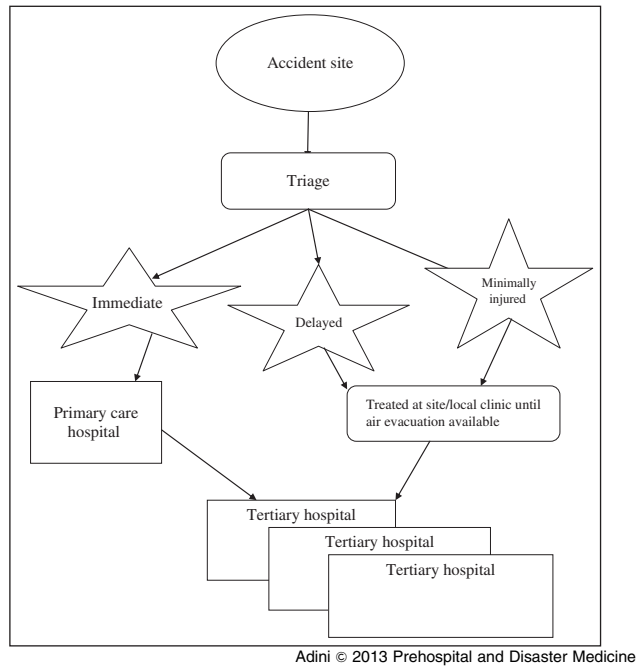 Accident site
Triage
Immediate
Delayed
Minimally
injured
Primary care
hospital
Treated at site/local clinic until
air evacuation available
Tertiary hospital
Tertiary hospital
Tertiary hospital
Adini © 2013 Prehospital and Disaster Medicine